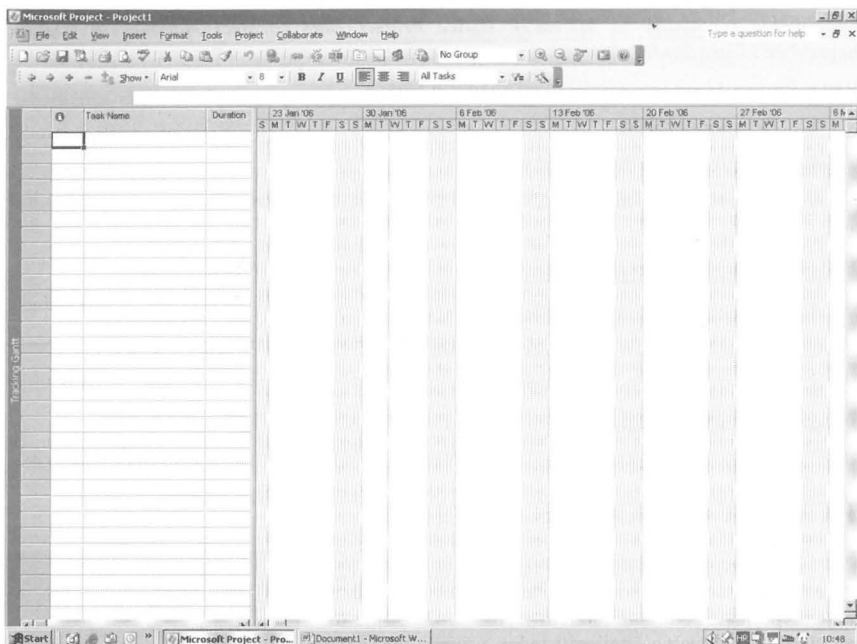 Microsoft Project - Project1
File Edit View Insert Format Tools Project Collaborate Window Help Type a question for help
No Group
Show Arial 8 B I U All Tasks
Task Name Duration 23 Jan '06 30 Jan '06 6 Feb '06 13 Feb '06 20 Feb '06 27 Feb '06 6 M
S M T W T F S S M T W T F S S M T W T F S S M T W T F S S M T W T F S S M T W T F S S M
Tracking Gantt
Start Microsoft Project - Pro... Document1 - Microsoft W... 10:48